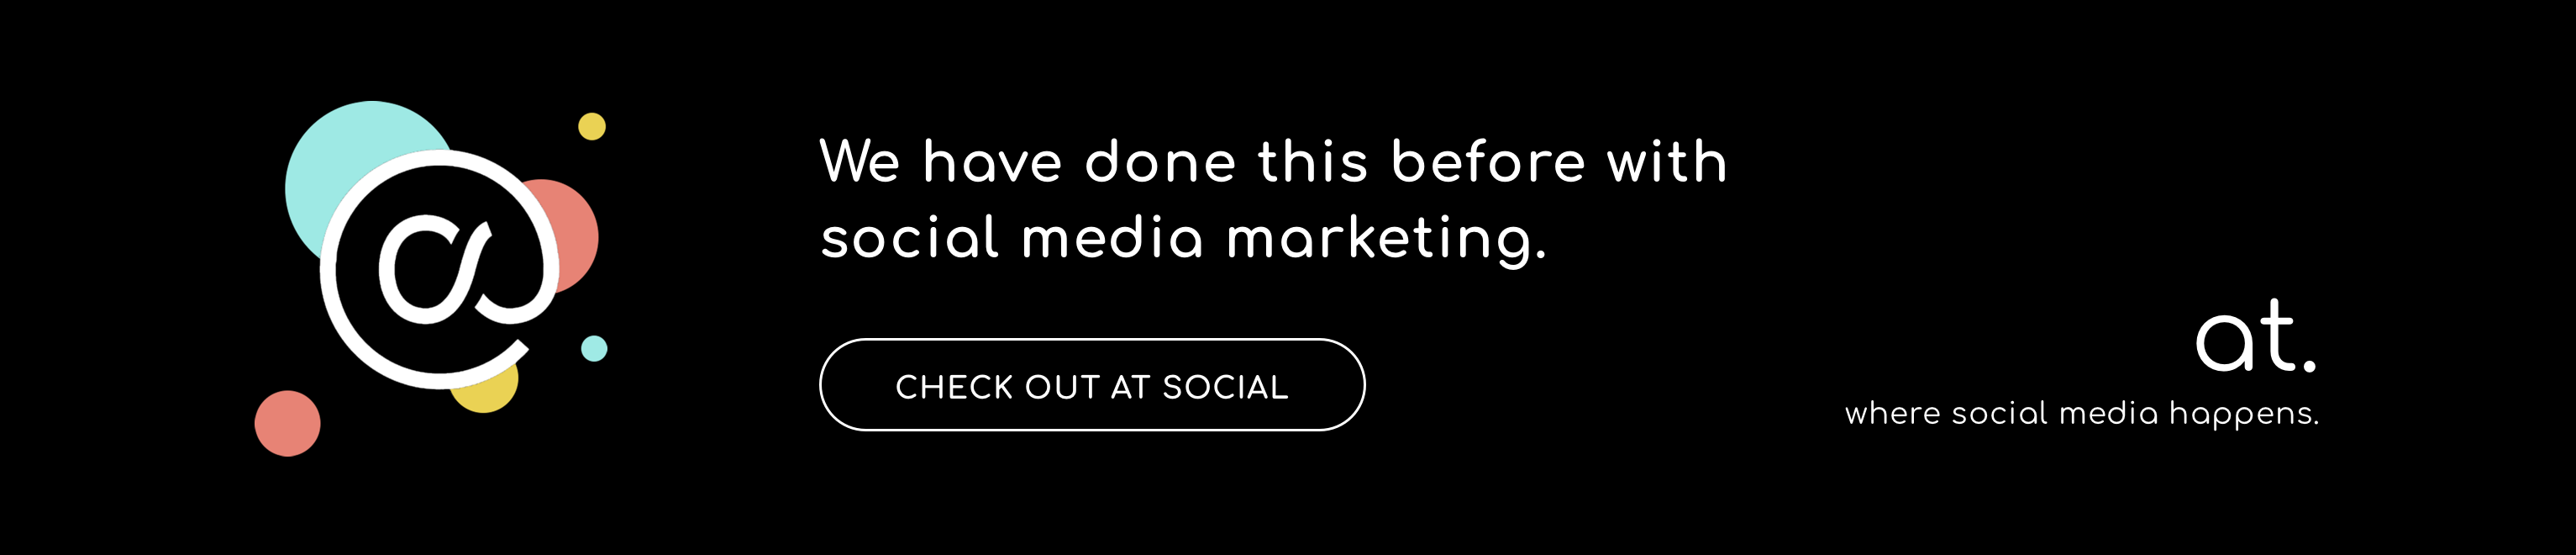 @
We have done this before with
social media marketing.
CHECK OUT AT SOCIAL
at.
where social media happens.